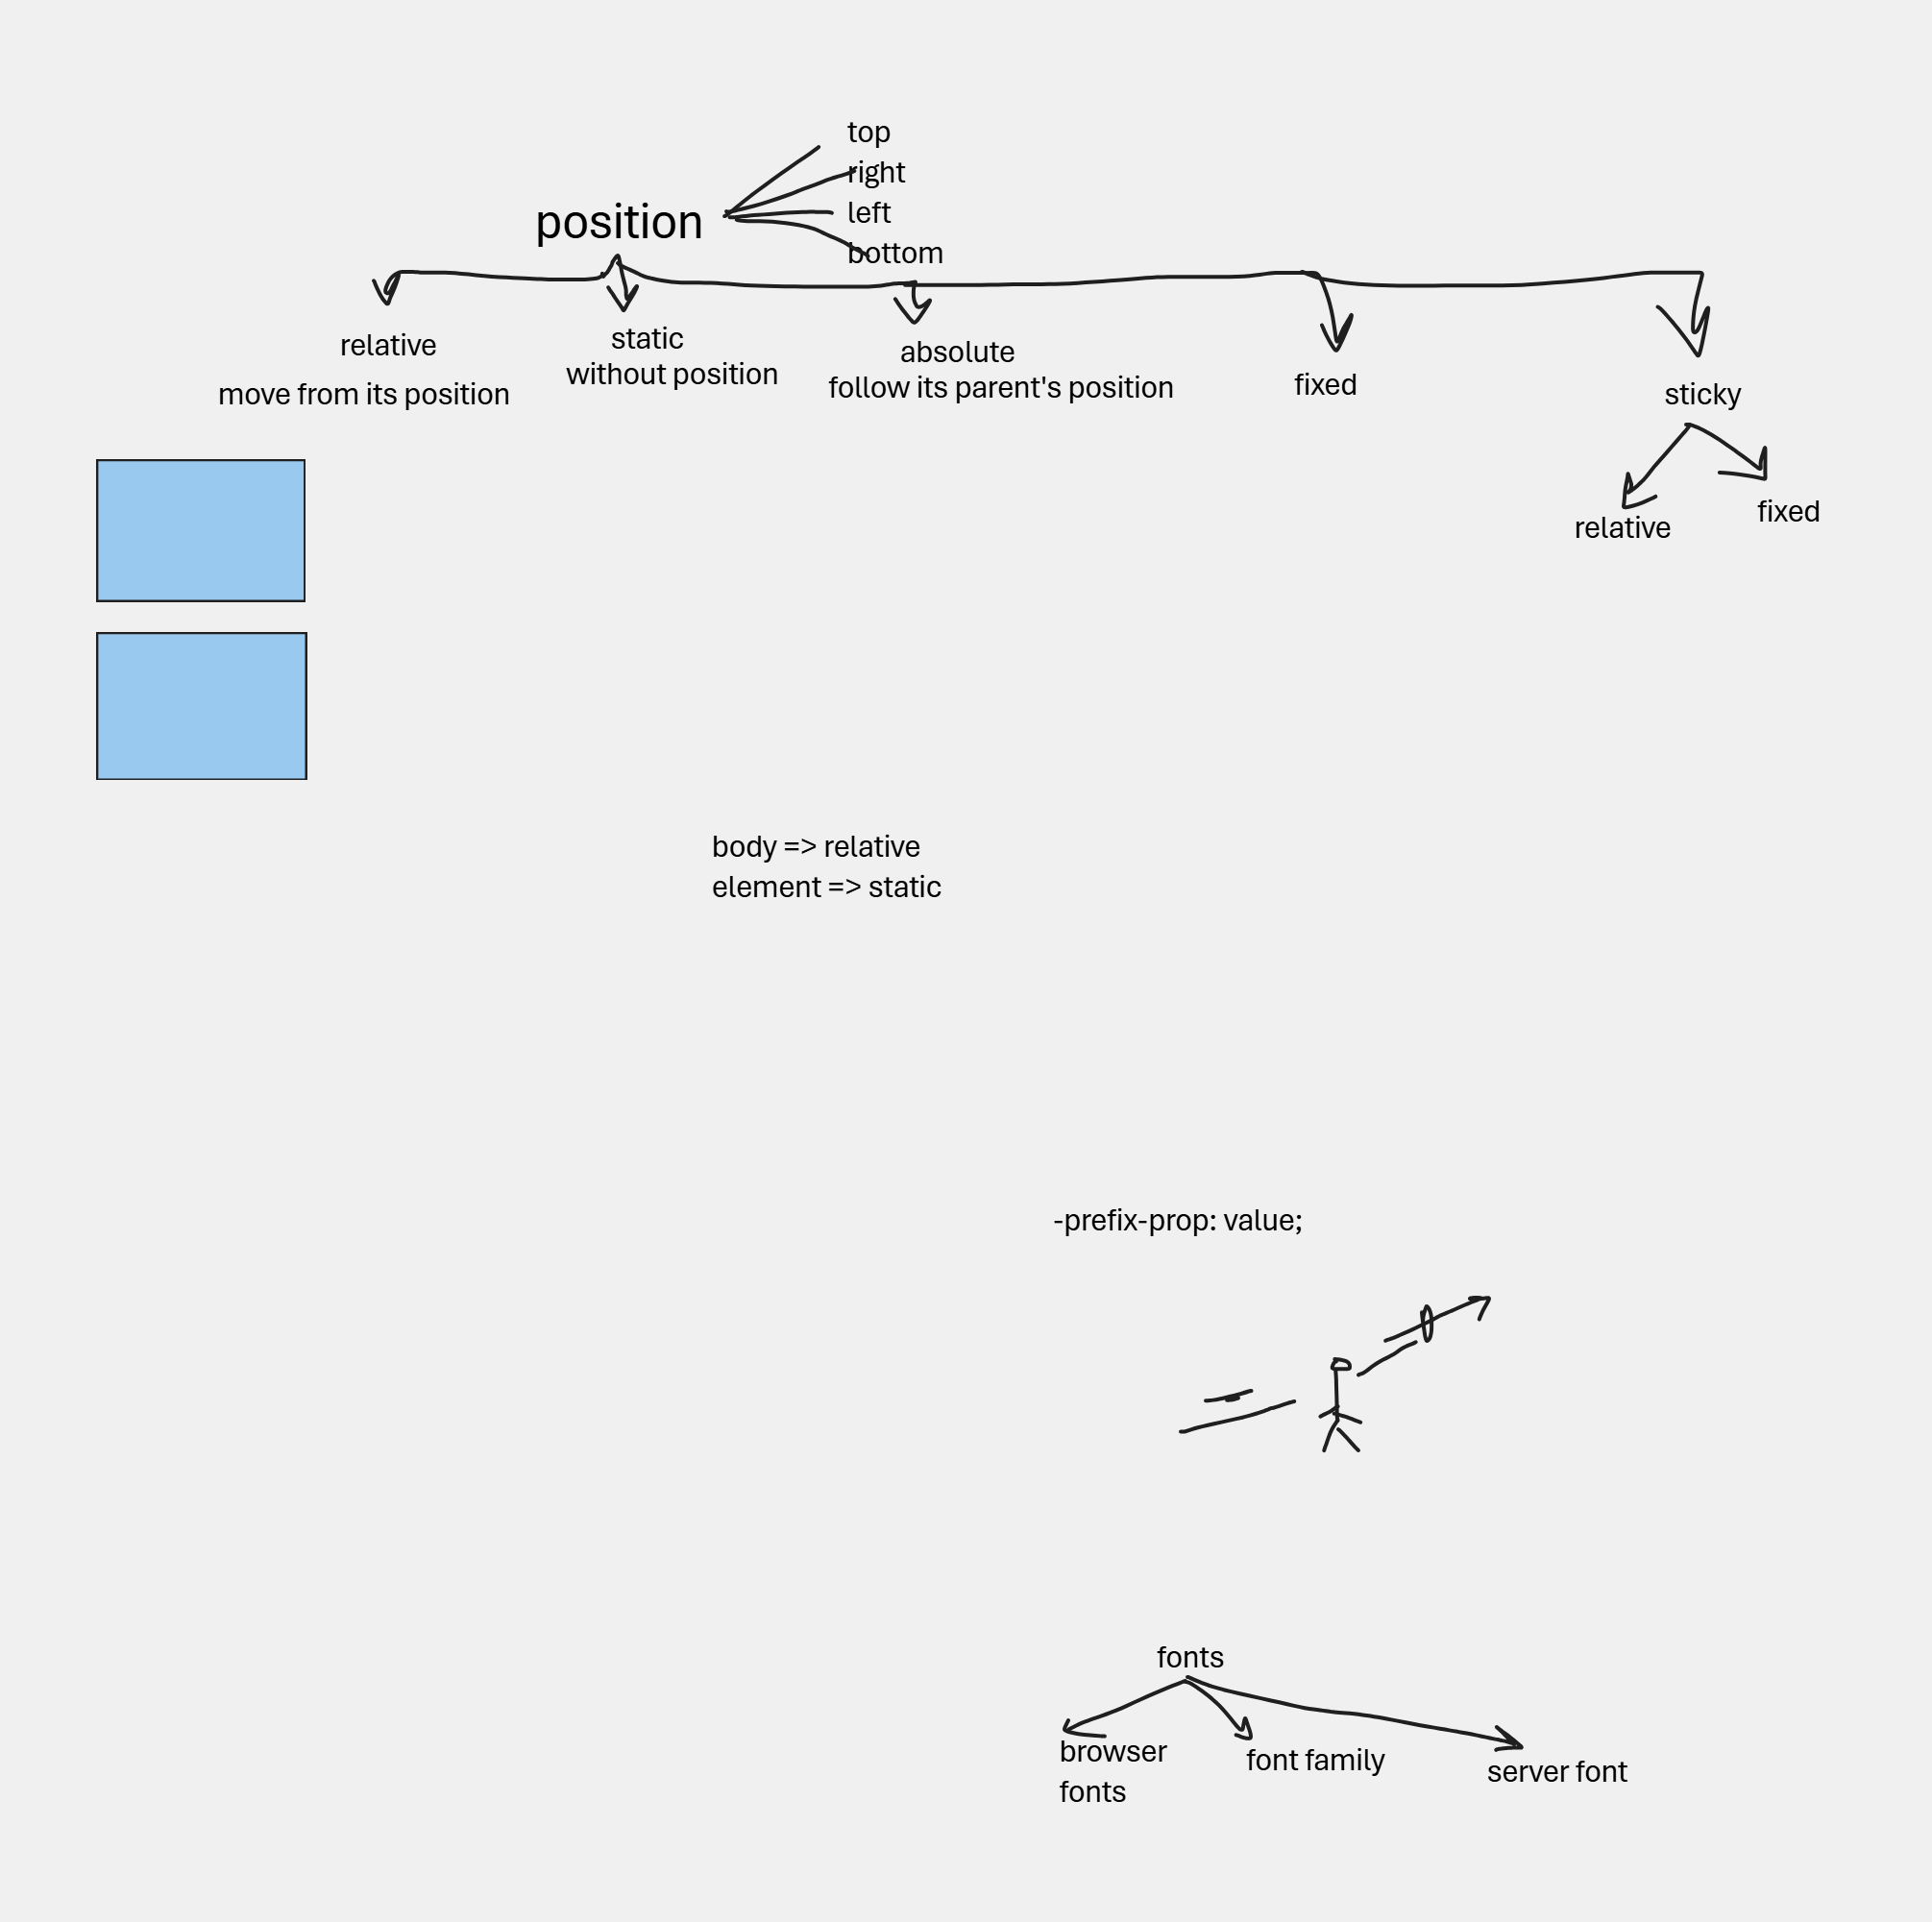 top
right
left
bottom
position
relative
move from its position
static
without position
absolute
follow its parent's position
fixed
sticky
relative
fixed
body => relative
element => static
-prefix-prop: value;
fonts
browser
fonts
font family
server font